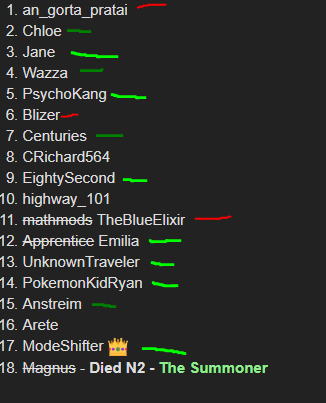 1. an_gorta_pratai
2. Chloe
3. Jane
4. Wazza
5. PsychoKang
6. Blizer
7. Centuries
8. CRichard564
9. EightySecond
10. highway_101
11. mathmods TheBlueElixir
12. Apprentice Emilia
13. UnknownTraveler
14. PokemonKidRyan
15. Anstreim
16. Arete
17. ModeShifter 👑
18. Magnus - Died N2 - The Summoner